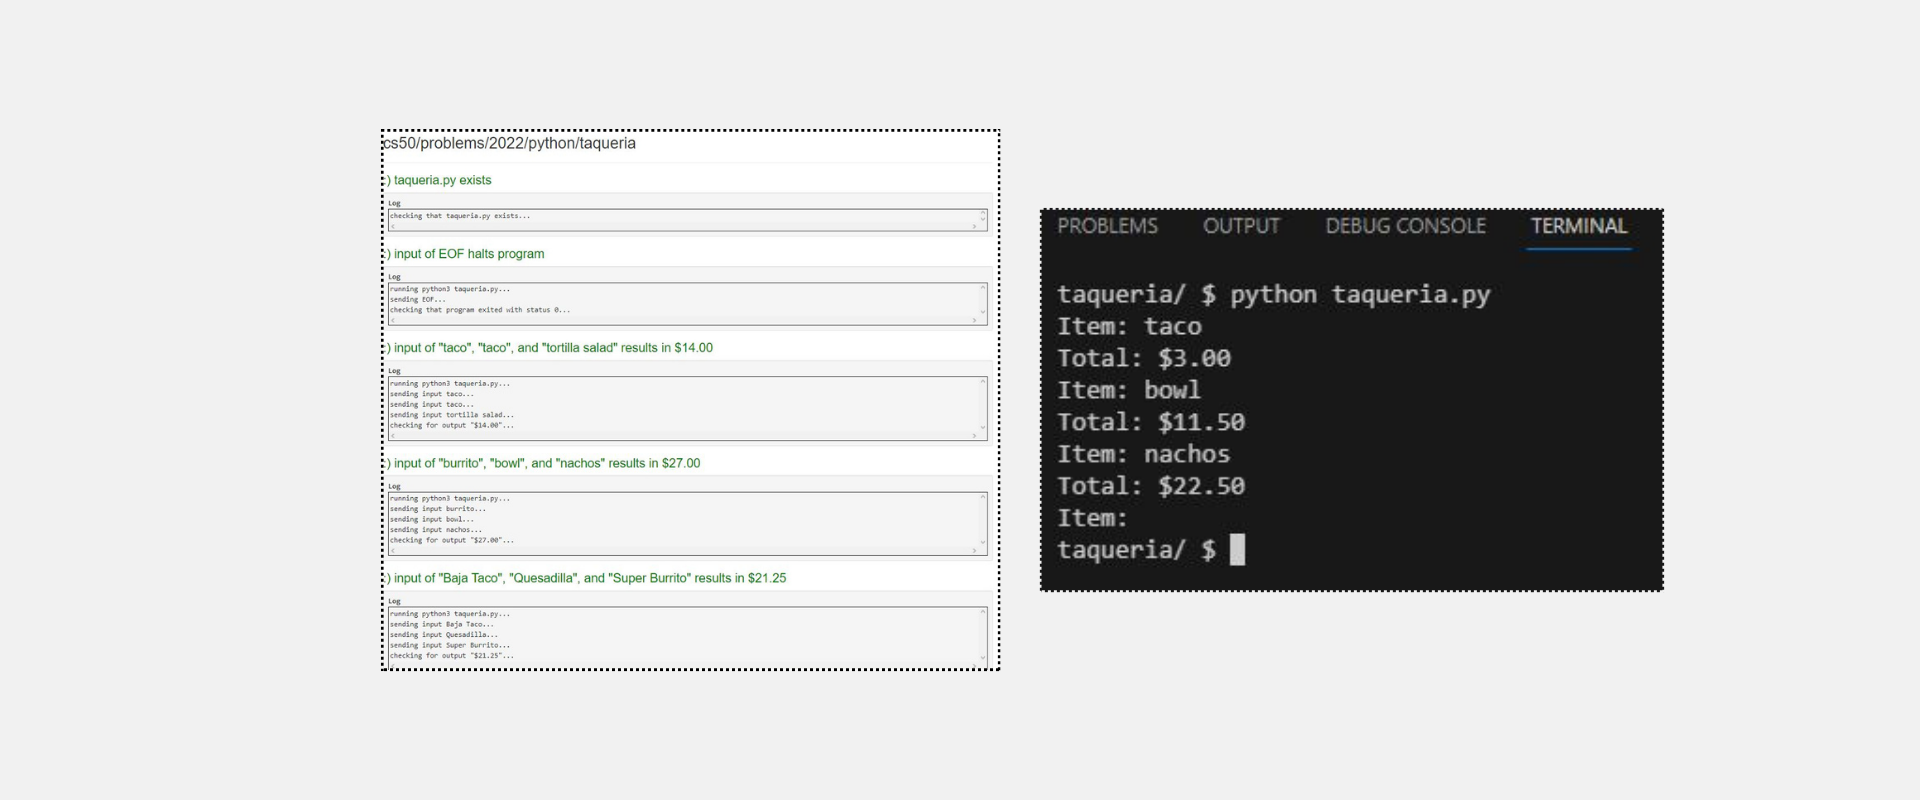 cs50/problems/2022/python/taqueria
:) taqueria.py exists
Log
checking that taqueria.py exists...
:) input of EOF halts program
Log
running python3 taqueria.py...
sending EOF...
checking that program exited with status 0...
:) input of "taco", "taco", and "tortilla salad" results in $14.00
Log
running python3 taqueria.py...
sending input taco...
sending input taco...
sending input tortilla salad...
checking for output "$14.00"...
:) input of "burrito", "bowl", and "nachos" results in $27.00
Log
running python3 taqueria.py...
sending input burrito...
sending input bowl...
sending input nachos...
checking for output "$27.00"...
:) input of "Baja Taco", "Quesadilla", and "Super Burrito" results in $21.25
Log
running python3 taqueria.py...
sending input Baja Taco...
sending input Quesadilla...
sending input Super Burrito...
checking for output "$21.25"...
PROBLEMS OUTPUT DEBUG CONSOLE TERMINAL
taqueria/ $ python taqueria.py
Item: taco
Total: $3.00
Item: bowl
Total: $11.50
Item: nachos
Total: $22.50
Item:
taqueria/ $